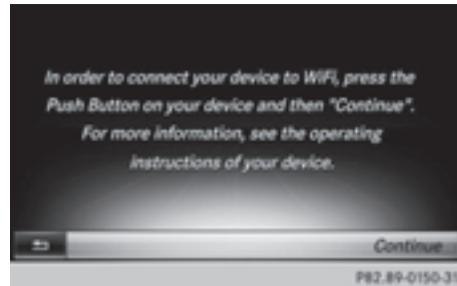 In order to connect your device to WiFi, press the
Push Button on your device and then "Continue".
For more information, see the operating
instructions of your device.
Continue
P82.89-0150-31